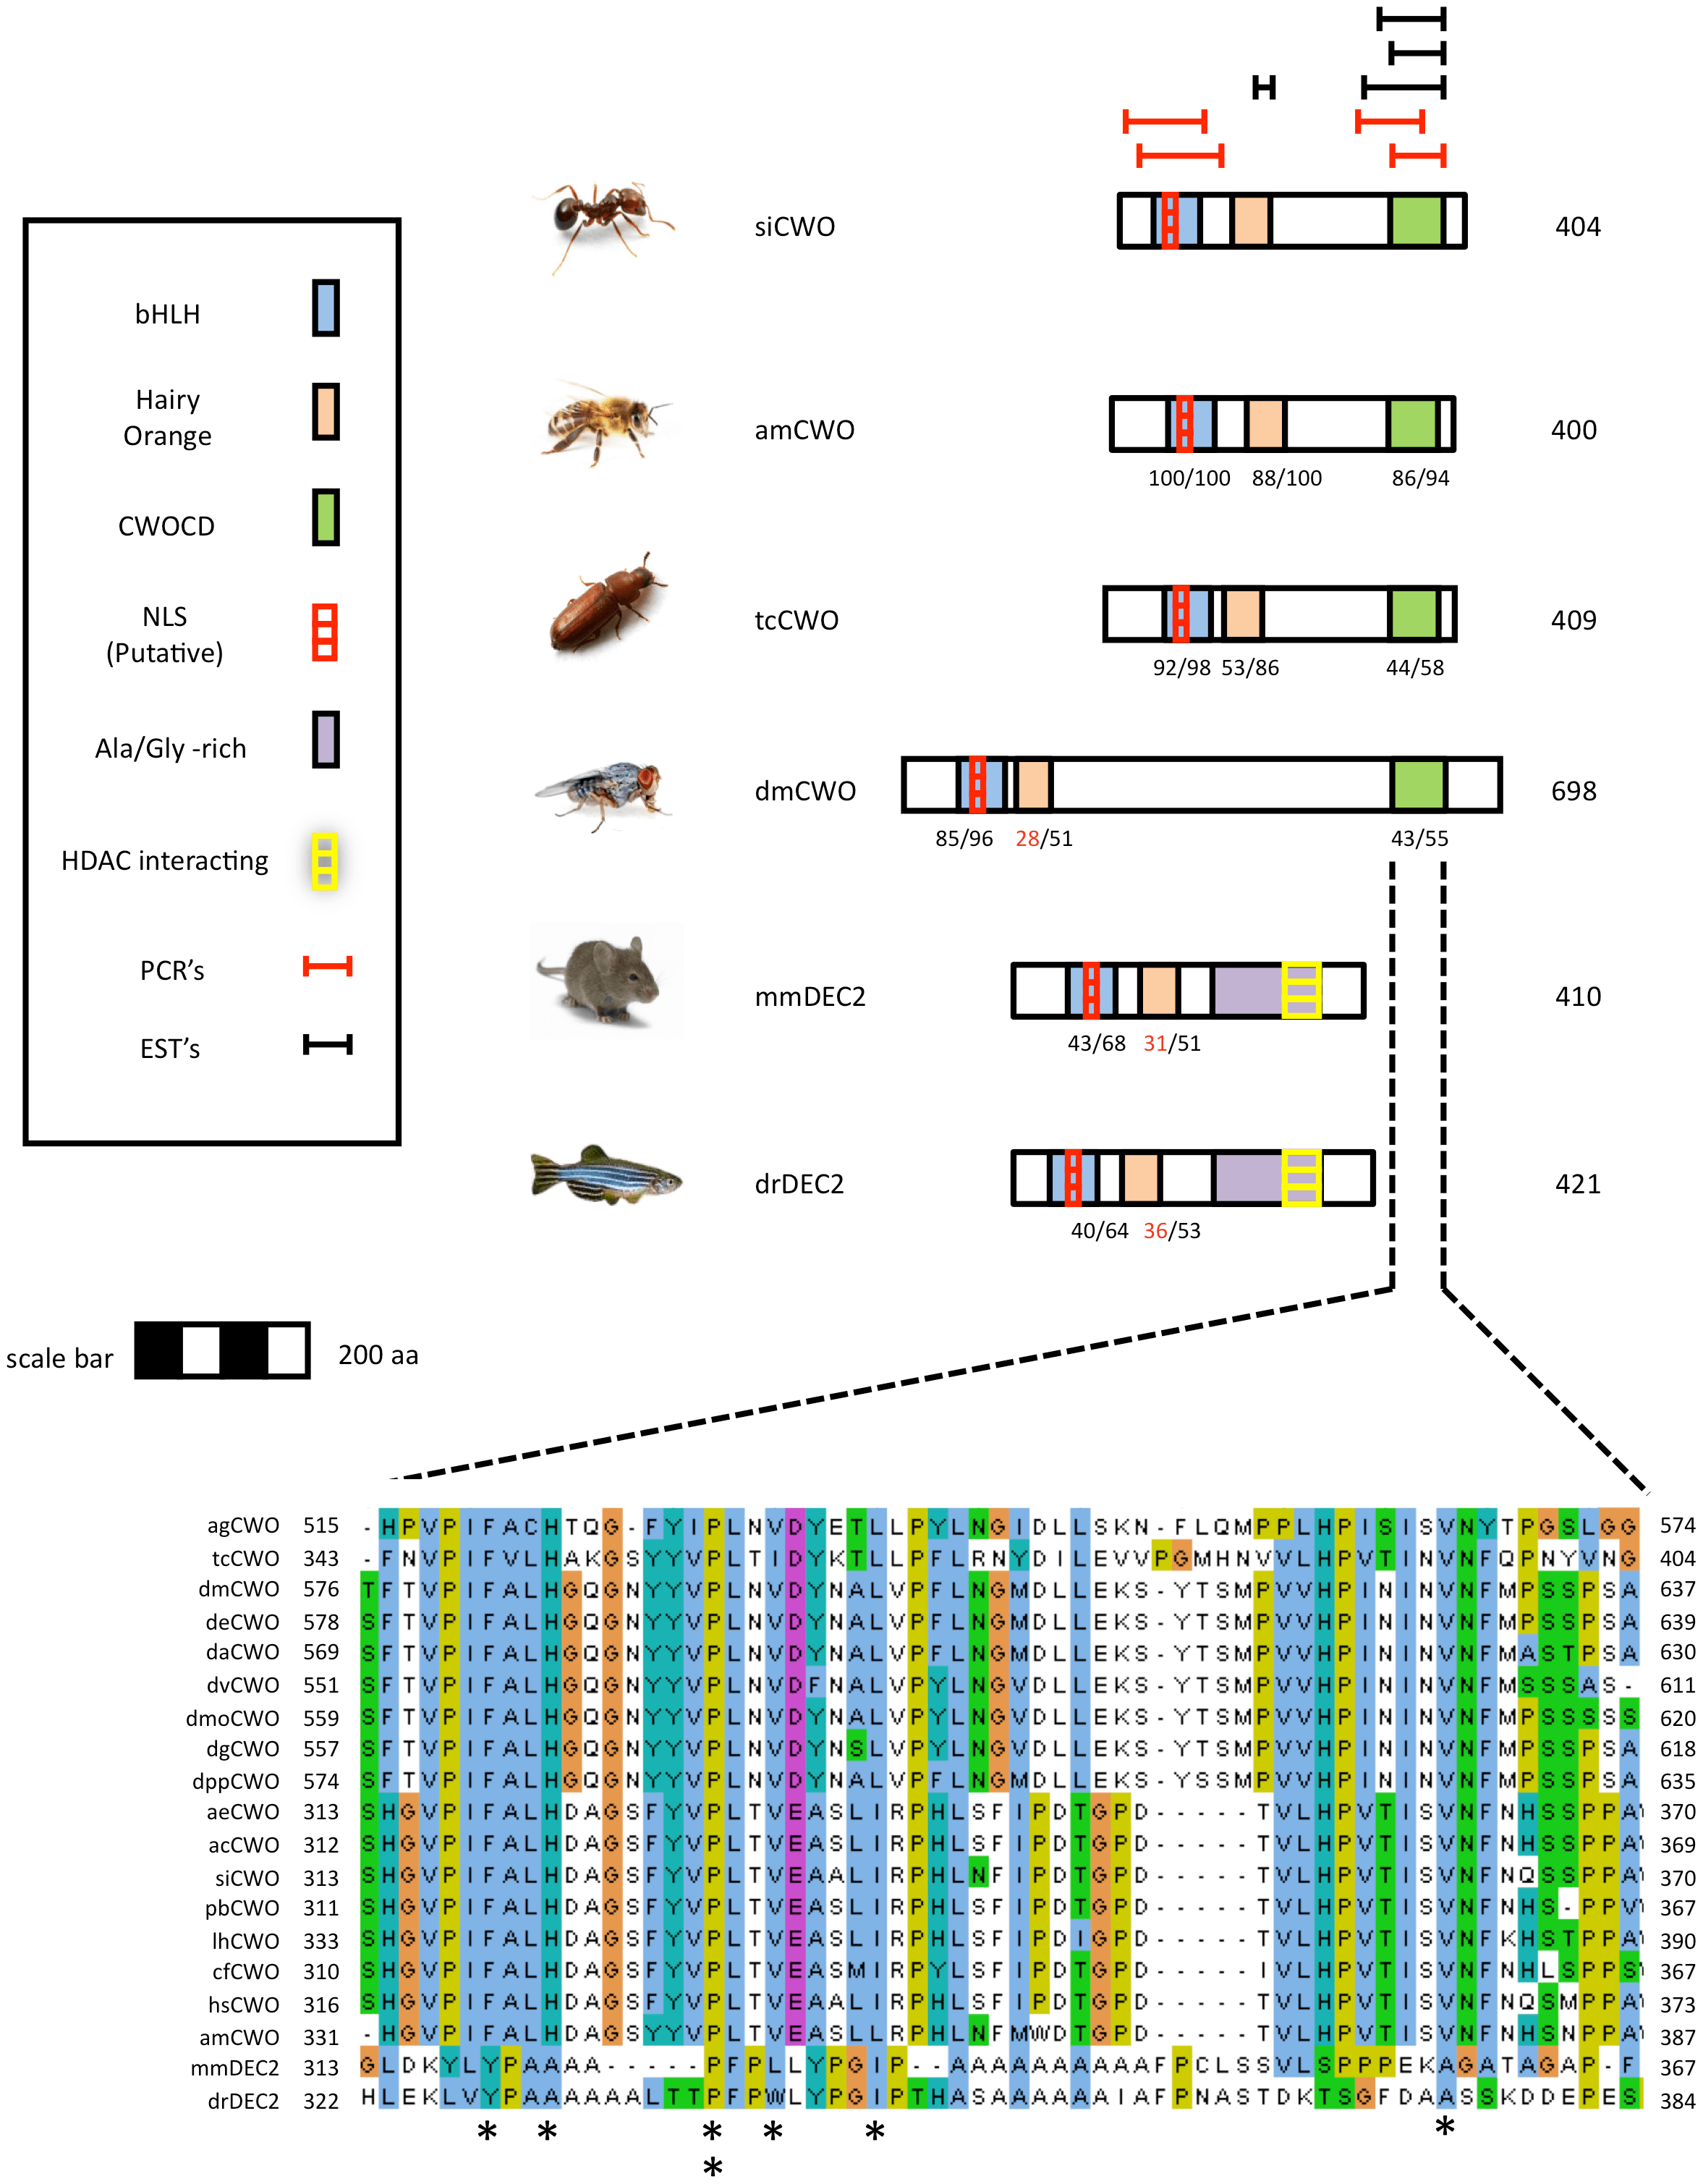 siCWO 404
bHLH
Hairy
Orange
amCWO 400
100/100 88/100 86/94
CWOCD
NLS
(Putative)
tcCWO 409
92/98 53/86 44/58
Ala/Gly -rich
dmCWO 698
85/96 28/51 43/55
HDAC interacting
PCR's
mmDEC2 410
EST's
43/68 31/51
drDEC2 421
40/64 36/53
scale bar 200 aa
agCWO 515 -HPVPIFACHTQG-FYIPLNVDYETLLPYLNGIDLLSKN-FLQMPPLHPISISVNYTPGSLGG 574
tcCWO 343 -FNVPIFVLHAKGSYYVPLTIDYKTLLPFLRNYDILEVVPGMHNVVLHPVTINVNFQPNYVNG 404
dmCWO 576 TFTVPIFALHGQGNYYVPLNVDYNALVPFLNGMDLLEKS-YTSMPVVHPININVNFMPSSPSA 637
deCWO 578 SFTVPIFALHGQGNYYVPLNVDYNALVPFLNGMDLLEKS-YTSMPVVHPININVNFMPSSPSA 639
daCWO 569 SFTVPIFALHGQGNYYVPLNVDYNALVPFLNGMDLLEKS-YTSMPVVHPININVNFMASTPSA 630
dvCWO 551 SFTVPIFALHGQGNYYVPLNVDFNALVPYLNGVDLLEKS-YTSMPVVHPININVNFMSSSAS- 611
dmoCWO 559 SFTVPIFALHGQGNYYVPLNVDYNALVPYLNGVDLLEKS-YTSMPVVHPININVNFMPSSSSS 620
dgCWO 557 SFTVPIFALHGQGNYYVPLNVDYNSLVPYLNGVDLLEKS-YTSMPVVHPININVNFMPSSPSA 618
dppCWO 574 SFTVPIFALHGQGNYYVPLNVDYNALVPFLNGMDLLEKS-YSSMPVVHPININVNFMPSSPSA 635
aeCWO 313 SHGVPIFALHDAGSFYVPLTVEASLIRPHLSFIPDTGPD-----TVLHPVTISVNFNHSSPPA 370
accCWO 312 SHGVPIFALHDAGSFYVPLTVEASLIRPHLSFIPDTGPD-----TVLHPVTISVNFNHSSPPA 369
siCWO 313 SHGVPIFALHDAGSFYVPLTVEAALIRPHLNFIPDTGPD-----TVLHPVTISVNFNQSSPPA 370
pbCWO 311 SHGVPIFALHDAGSFYVPLTVEASLIRPHLSFIPDTGPD-----TVLHPVTISVNFNHS-PPV 367
lhCWO 333 SHGVPIFALHDAGSFYVPLTVEASLIRPHLSFIPDIGPD-----TVLHPVTISVNFKHSTPPA 390
cfCWO 310 SHGVPIFALHDAGSFYVPLTVEASMIRPYLSFIPDTGPD-----IVLHPVTISVNFNHLSPPS 367
hsCWO 316 SHGVPIFALHDAGSFYVPLTVEAALIRPHLSFIPDTGPD-----TVLHPVTISVNFNQSMPPA 373
amCWO 331 -HGVPIFALHDAGSYYVPLTVEASLLRPHLNFMWDTGPD-----TVLHPVTISVNFNHSNPPA 387
mmDEC2 313 GLDKYLYPAAAA-----PFPLLYPGIP--AAAAAAAAAAFPCLSSVLSPPPEKAGATAGAP-F 367
drDEC2 322 HLEKLVYPAAAAAALTTPFPWLYPGIPTHASAAAAAAIAFPNASTDKTSGFDAASSKDDEPES 384
* * * * * *
*